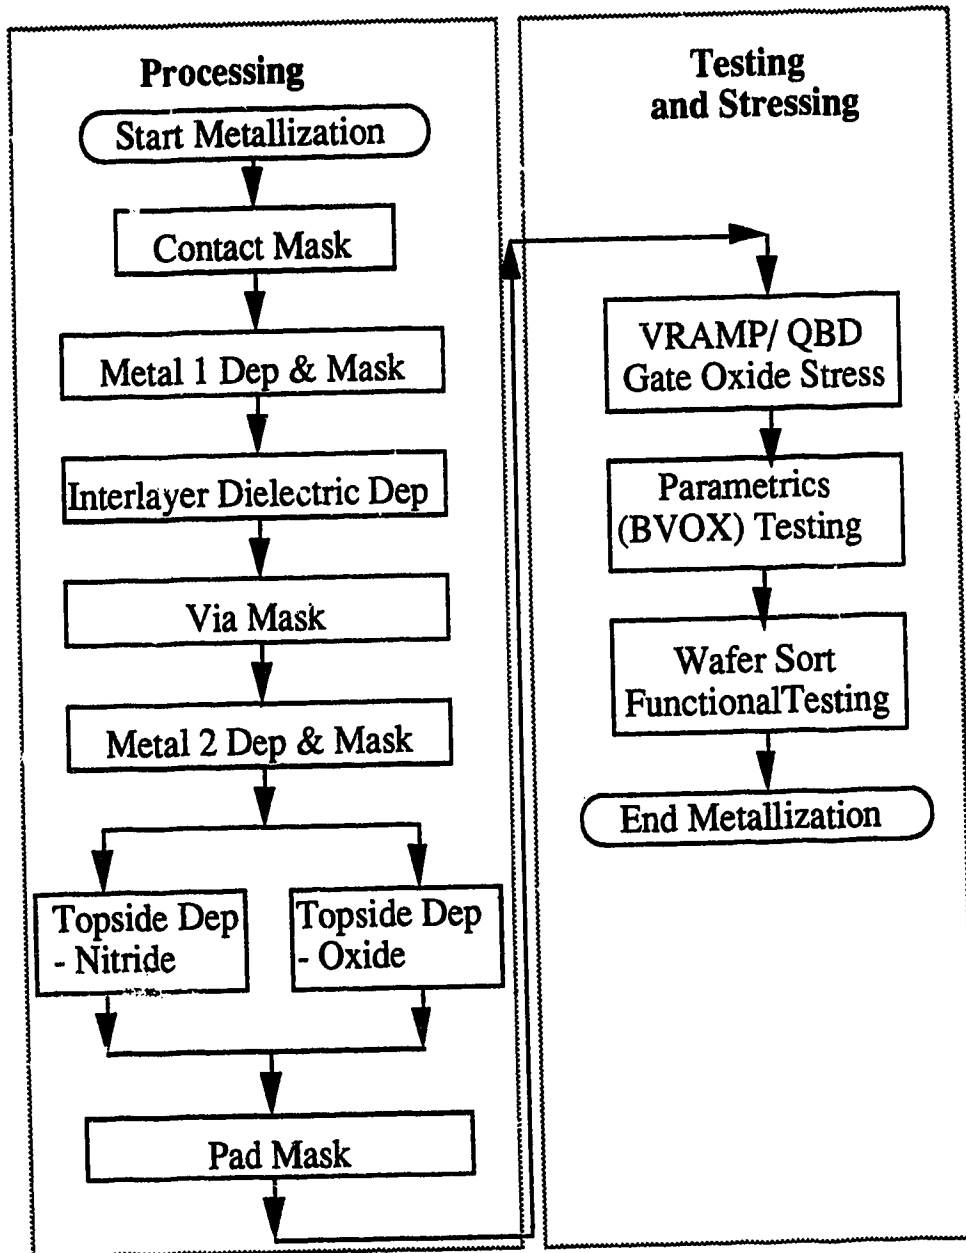 Processing
Start Metallization
Contact Mask
Metal 1 Dep & Mask
Interlayer Dielectric Dep
Via Mask
Metal 2 Dep & Mask
Topside Dep
- Nitride
Topside Dep
- Oxide
Pad Mask
Testing
and Stressing
VRAMP/ QBD
Gate Oxide Stress
Parametrics
(BVOX) Testing
Wafer Sort
FunctionalTesting
End Metallization